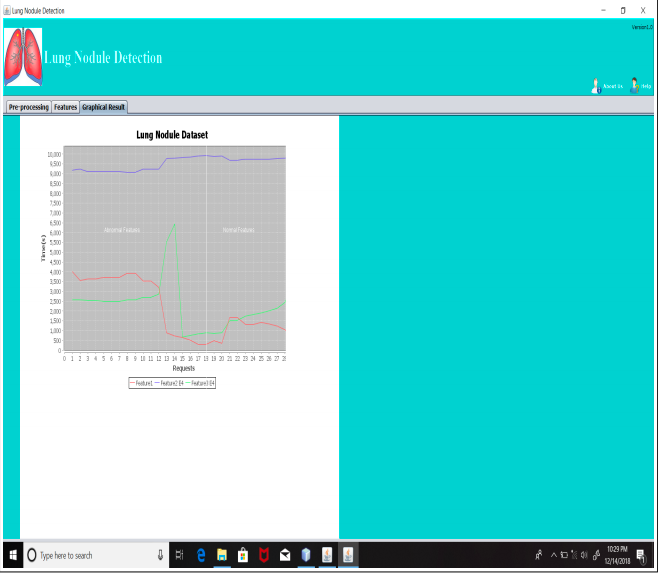 Lung Nodule Detection
Version1.0
Lung Nodule Detection
About Us Help
Pre-processing Features Graphical Result
Lung Nodule Dataset
10,000
9,500
9,000
8,500
8,000
7,500
7,000
6,500
6,000
5,500
5,000
4,500
4,000
3,500
3,000
2,500
2,000
1,500
1,000
500
0
Time(s)
Abnormal Features Normal Features
0 1 2 3 4 5 6 7 8 9 10 11 12 13 14 15 16 17 18 19 20 21 22 23 24 25 26 27 28
Requests
Feature1 Feature2 E4 Feature3 E4
Type here to search
10:29 PM
12/14/2018